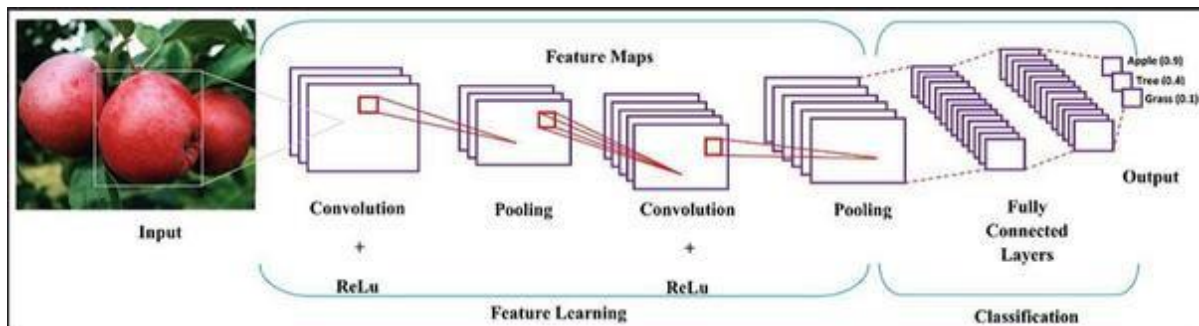 Feature Maps
Apple (0.9)
Tree (0.4)
Grass (0.1)
Input
Convolution
+
ReLu
Pooling
Convolution
+
ReLu
Pooling
Fully
Connected
Layers
Output
Feature Learning
Classification